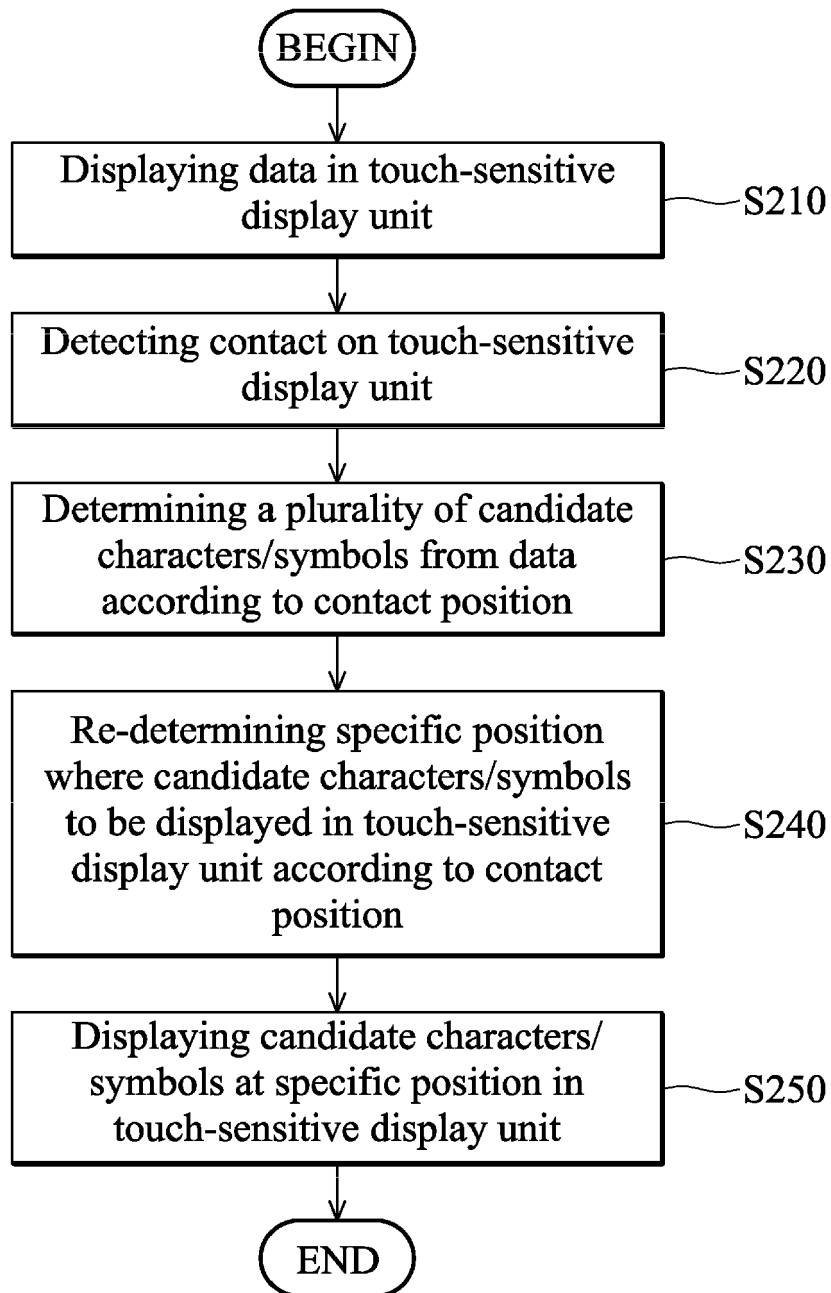 BEGIN
Displaying data in touch-sensitive
display unit
S210
Detecting contact on touch-sensitive
display unit
S220
Determining a plurality of candidate
characters/symbols from data
according to contact position
S230
Re-determining specific position
where candidate characters/symbols
to be displayed in touch-sensitive
display unit according to contact
position
S240
Displaying candidate characters/
symbols at specific position in
touch-sensitive display unit
S250
END